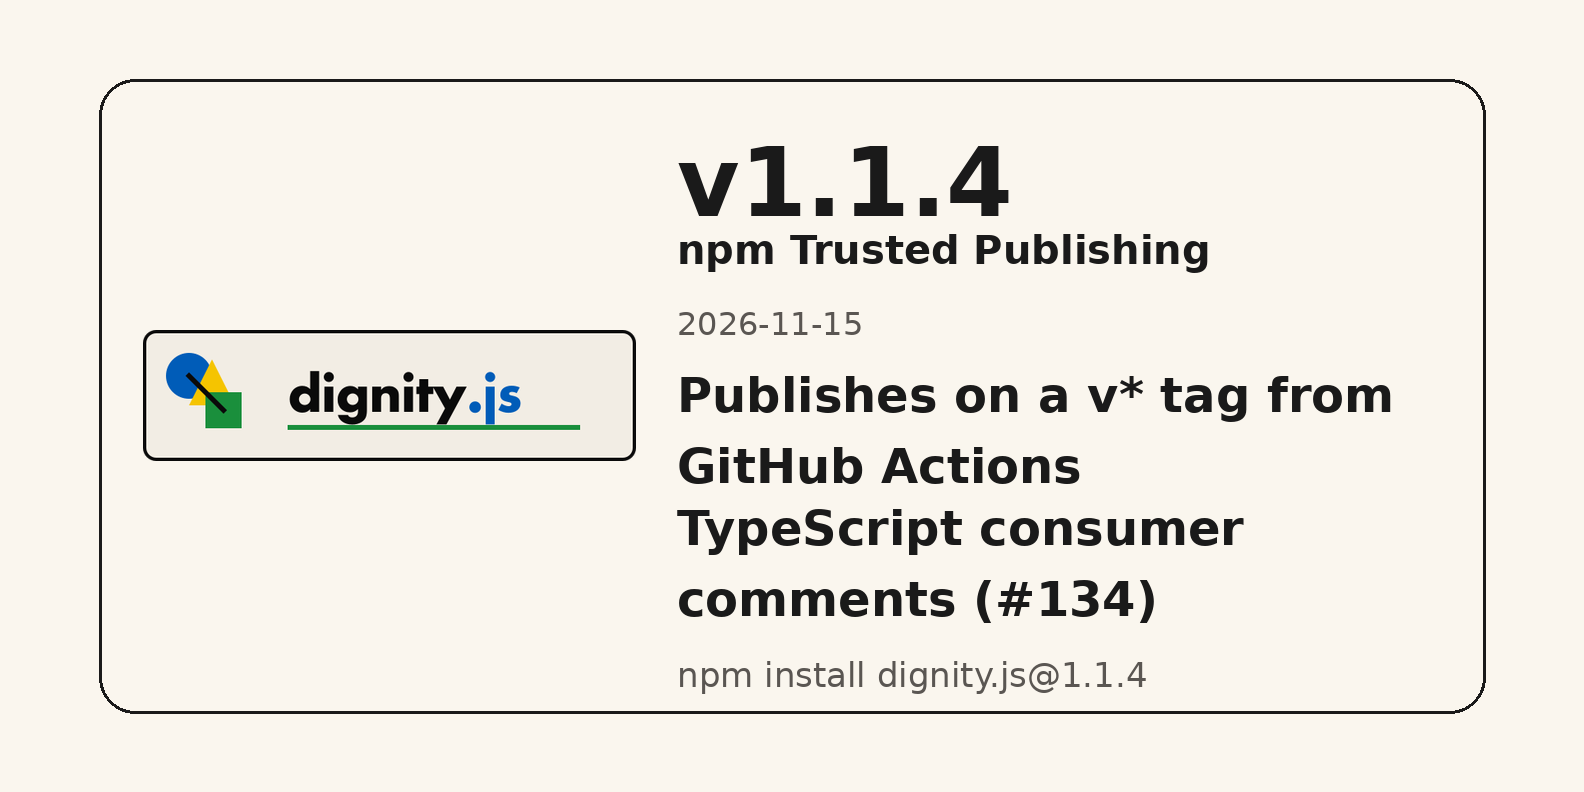 dignity.js
v1.1.4
npm Trusted Publishing
2026-11-15
Publishes on a v* tag from
GitHub Actions
TypeScript consumer
comments (#134)
npm install dignity.js@1.1.4